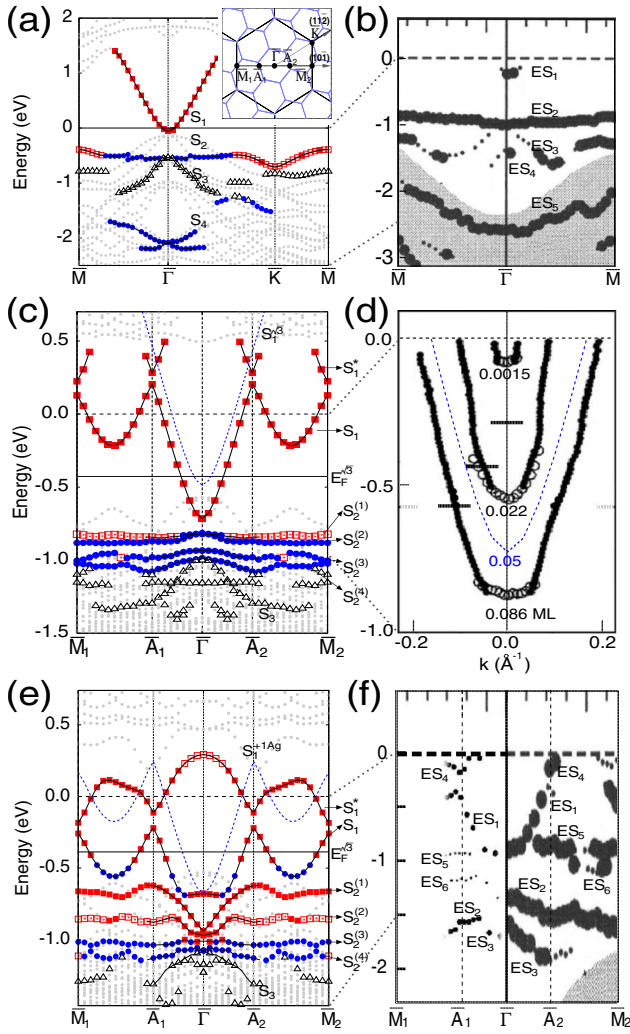 (a)
Energy (eV)
2
1
0
-1
-2
S₁
S₂
S₃
S₄
M̄ Γ̄ K̄ M̄
(11̄2)
K̄
Γ̄ Ā₂
(101̄)
M̄₁ Ā₁ M̄₂
(b)
0
-1
-2
-3
ES₁
ES₂
ES₃
ES₄
ES₅
M̄ Γ̄ M̄
(c)
Energy (eV)
0.5
0.0
-0.5
-1.0
-1.5
S₁^√3
S₁*
S₁
E_F^√3
S₂⁽¹⁾
S₂⁽²⁾
S₂⁽³⁾
S₂⁽⁴⁾
S₃
M̄₁ Ā₁ Γ̄ Ā₂ M̄₂
(d)
0.0
-0.5
-1.0
0.0015
0.022
0.05
0.086 ML
-0.2 0.0 0.2
k (Å⁻¹)
(e)
Energy (eV)
0.5
0.0
-0.5
-1.0
S₁^+1Ag
S₁*
S₁
E_F^√3
S₂⁽¹⁾
S₂⁽²⁾
S₂⁽³⁾
S₂⁽⁴⁾
S₃
M̄₁ Ā₁ Γ̄ Ā₂ M̄₂
(f)
0
-1
-2
ES₄
ES₁
ES₅
ES₆
ES₂
ES₃
ES₄
ES₁
ES₅
ES₆
ES₂
ES₃
M̄₁ Ā₁ Γ̄ Ā₂ M̄₂